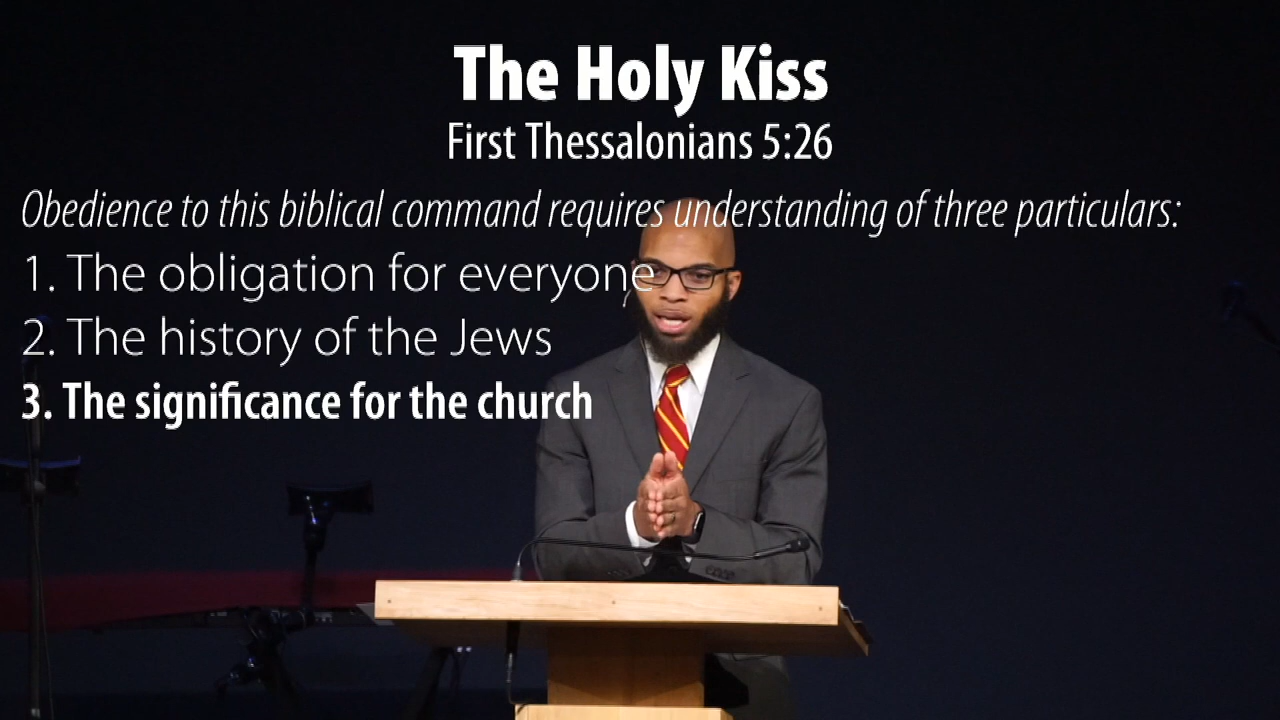 The Holy Kiss
First Thessalonians 5:26
Obedience to this biblical command requires understanding of three particulars:
1. The obligation for everyone
2. The history of the Jews
3. The significance for the church